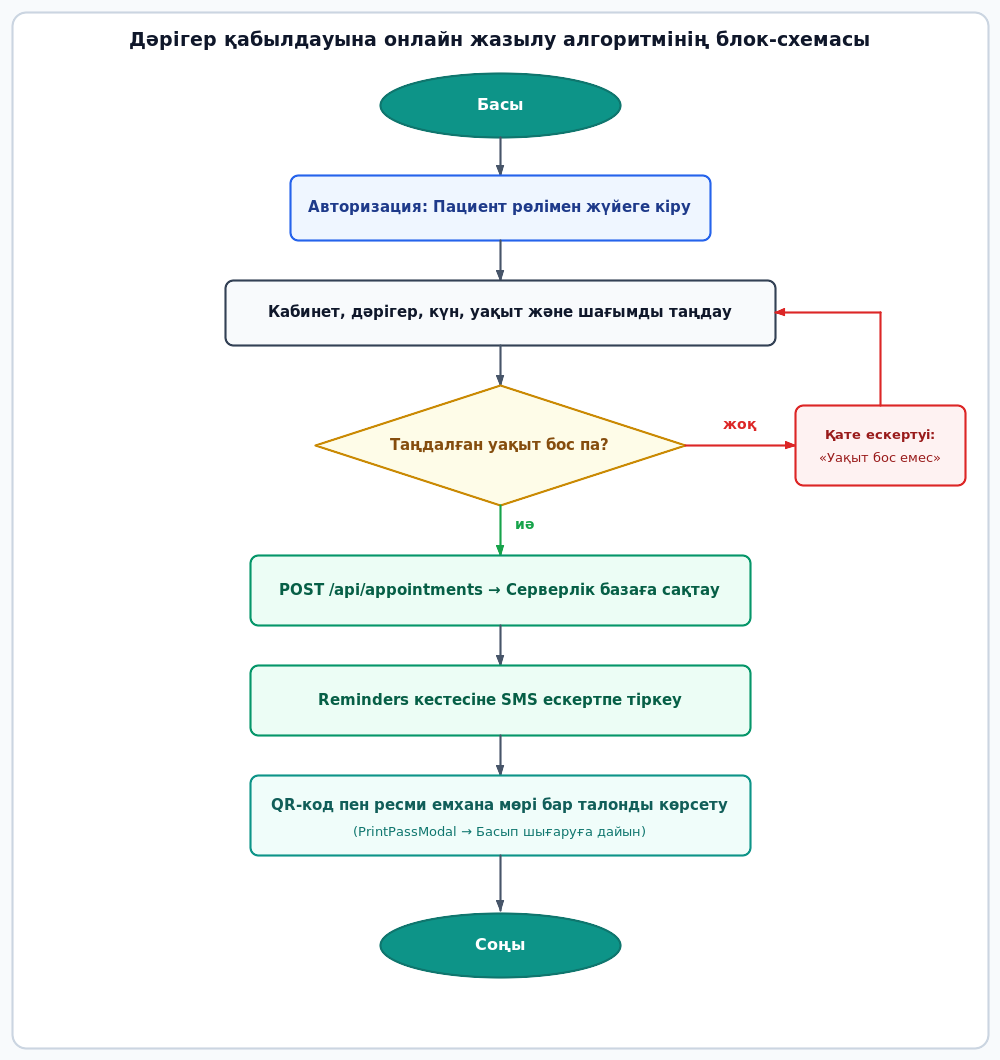 Дәрігер қабылдауына онлайн жазылу алгоритмінің блок-схемасы
Басы
Авторизация: Пациент рөлімен жүйеге кіру
Кабинет, дәрігер, күн, уақыт және шағымды таңдау
Таңдалған уақыт бос па?
жоқ
Қате ескертуі:
«Уақыт бос емес»
иә
POST /api/appointments → Серверлік базаға сақтау
Reminders кестесіне SMS ескертпе тіркеу
QR-код пен ресми емхана мөрі бар талонды көрсету
(PrintPassModal → Басып шығаруға дайын)
Соңы